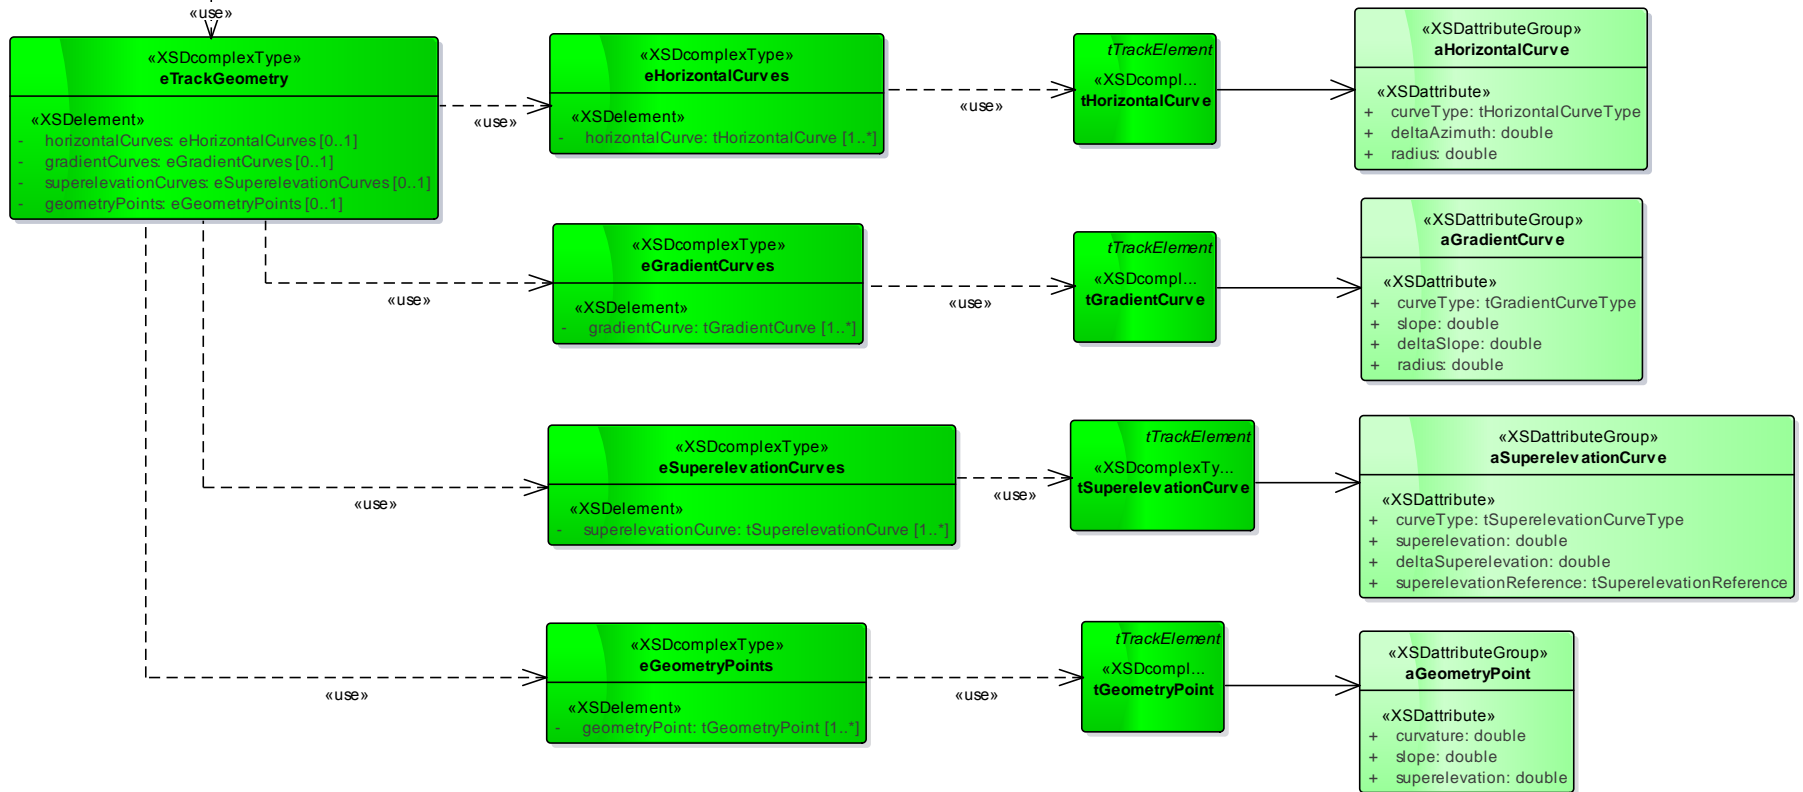 «use»
«XSDcomplexType»
eTrackGeometry
«XSDelement»
- horizontalCurves: eHorizontalCurves [0..1]
- gradientCurves: eGradientCurves [0..1]
- superelevationCurves: eSuperelevationCurves [0..1]
- geometryPoints: eGeometryPoints [0..1]
«use»
«XSDcomplexType»
eHorizontalCurves
«XSDelement»
- horizontalCurve: tHorizontalCurve [1..*]
«use»
tTrackElement
«XSDcompl...
tHorizontalCurve
«XSDattributeGroup»
aHorizontalCurve
«XSDattribute»
+ curveType: tHorizontalCurveType
+ deltaAzimuth: double
+ radius: double
«use»
«XSDcomplexType»
eGradientCurves
«XSDelement»
- gradientCurve: tGradientCurve [1..*]
«use»
tTrackElement
«XSDcompl...
tGradientCurve
«XSDattributeGroup»
aGradientCurve
«XSDattribute»
+ curveType: tGradientCurveType
+ slope: double
+ deltaSlope: double
+ radius: double
«use»
«XSDcomplexType»
eSuperelevationCurves
«XSDelement»
- superelevationCurve: tSuperelevationCurve [1..*]
«use»
tTrackElement
«XSDcomplexTy...
tSuperelevationCurve
«XSDattributeGroup»
aSuperelevationCurve
«XSDattribute»
+ curveType: tSuperelevationCurveType
+ superelevation: double
+ deltaSuperelevation: double
+ superelevationReference: tSuperelevationReference
«use»
«XSDcomplexType»
eGeometryPoints
«XSDelement»
- geometryPoint: tGeometryPoint [1..*]
«use»
tTrackElement
«XSDcompl...
tGeometryPoint
«XSDattributeGroup»
aGeometryPoint
«XSDattribute»
+ curvature: double
+ slope: double
+ superelevation: double